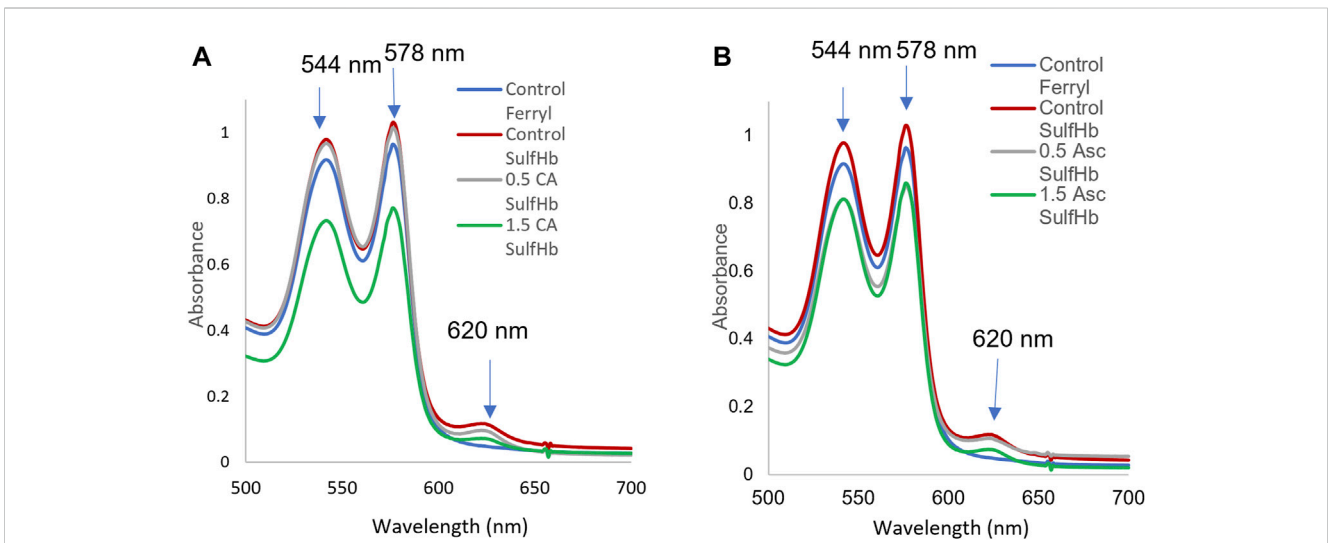 A
544 nm 578 nm
Control
Ferryl
Control
SulfHb
0.5 CA
SulfHb
1.5 CA
SulfHb
620 nm
1
0.8
0.6
0.4
0.2
0
Absorbance
500 550 600 650 700
Wavelength (nm)
B
544 nm 578 nm
Control
Ferryl
Control
SulfHb
0.5 Asc
SulfHb
1.5 Asc
SulfHb
620 nm
1
0.8
0.6
0.4
0.2
0
Absorbance
500 550 600 650 700
Wavelength (nm)